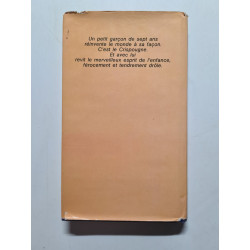 Un petit garçon de sept ans
réinvente le monde à sa façon.
C'est le Crispougne.
Et avec lui
revit le merveilleux esprit de l'enfance,
férocement et tendrement drôle.